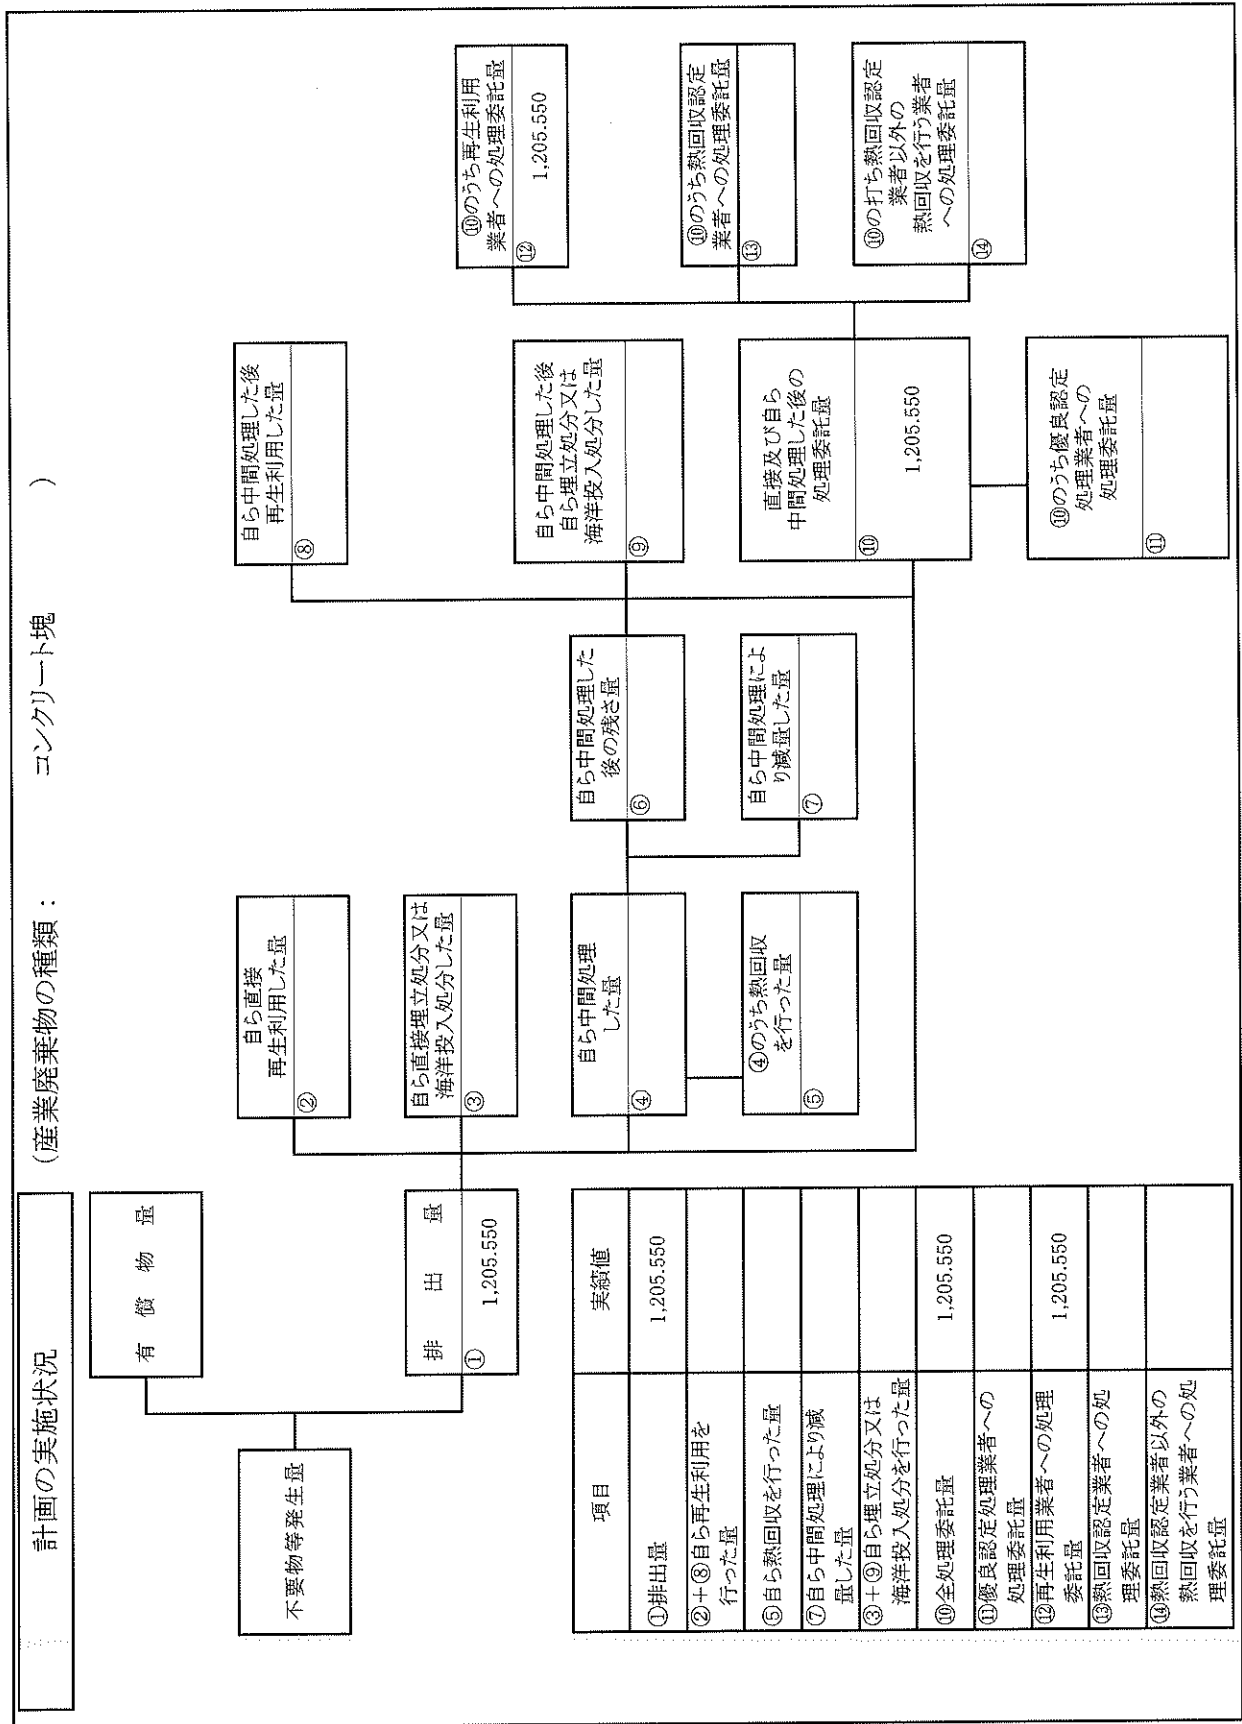 計画の実施状況
(産業廃棄物の種類： コンクリート塊 )
有償物量
不要物等発生量
排出量
①
1,205.550
自ら直接
再生利用した量
②
自ら直接埋立処分又は
海洋投入処分した量
③
自ら中間処理
した量
④
④のうち熱回収
を行った量
⑤
自ら中間処理した
後の残さ量
⑥
自ら中間処理によ
り減量した量
⑦
自ら中間処理した後
再生利用した量
⑧
自ら中間処理した後
自ら埋立処分又は
海洋投入処分した量
⑨
直接及び自ら
中間処理した後の
処理委託量
⑩
1,205.550
⑩のうち優良認定
処理業者への
処理委託量
⑪
⑩のうち再生利用
業者への処理委託量
⑫
1,205.550
⑩のうち熱回収認定
業者への処理委託量
⑬
⑩の打ち熱回収認定
業者以外の
熱回収を行う業者
への処理委託量
⑭
項目 実績値
①排出量 1,205.550
②+⑧自ら再生利用を
行った量
⑤自ら熱回収を行った量
⑦自ら中間処理により減
量した量
③+⑨自ら埋立処分又は
海洋投入処分を行った量
⑩全処理委託量 1,205.550
⑪優良認定処理業者への
処理委託量
⑫再生利用業者への処理
委託量 1,205.550
⑬熱回収認定業者への処
理委託量
⑭熱回収認定業者以外の
熱回収を行う業者への処
理委託量